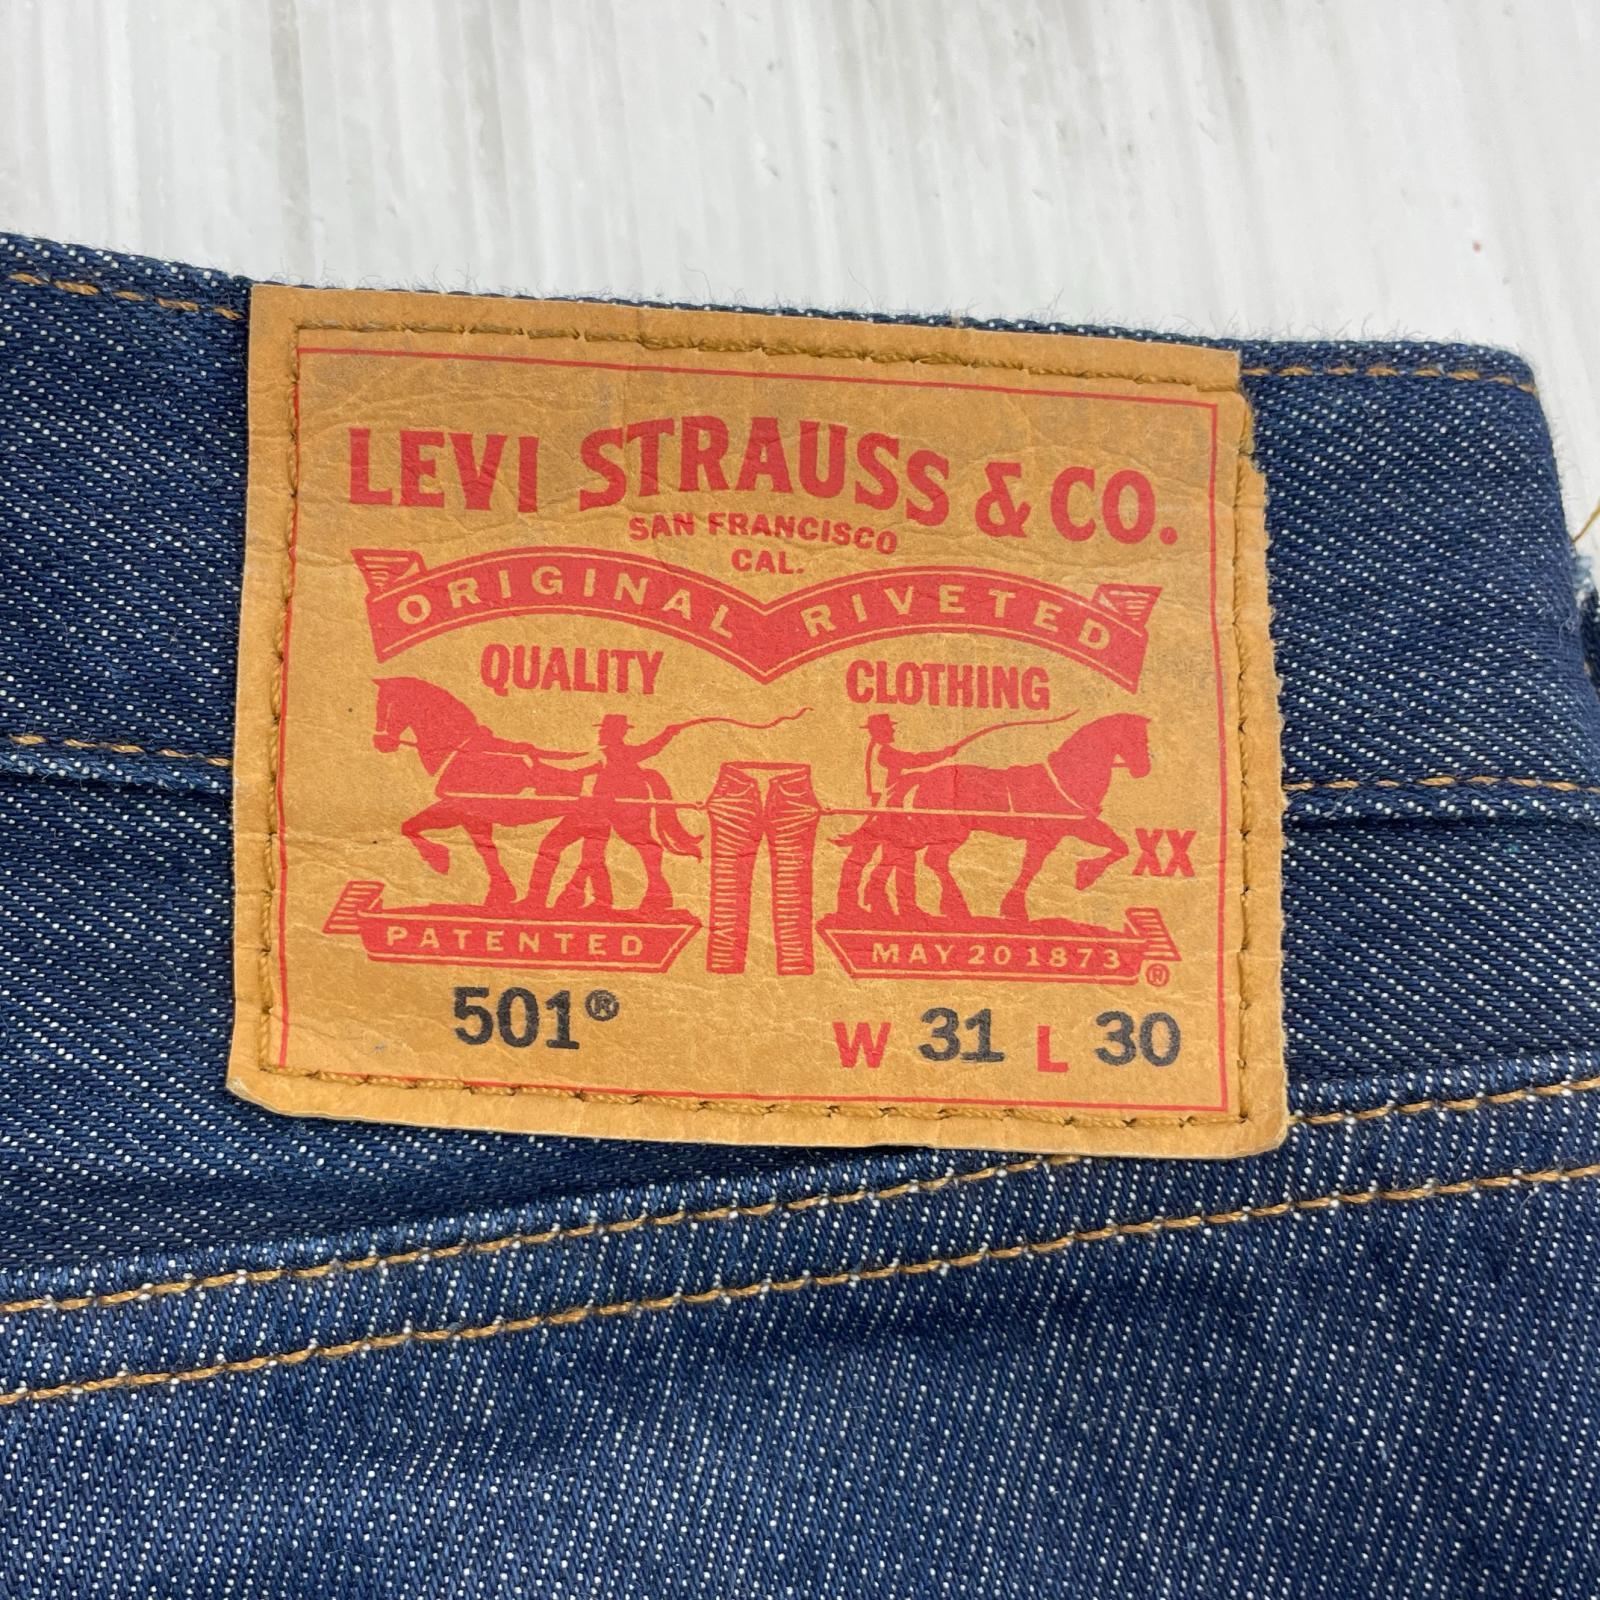 LEVI STRAUSS & CO.
SAN FRANCISCO
CAL.
ORIGINAL RIVETED
QUALITY CLOTHING
XX
PATENTED MAY 20 1873 ®
501® W 31 L 30